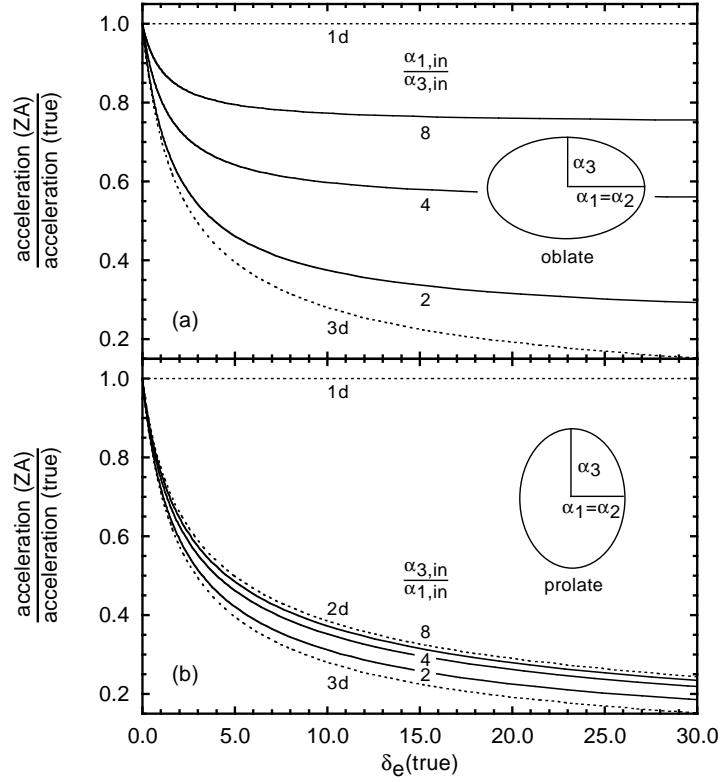 1.0
1d
α1,in
α3,in
0.8
8
acceleration (ZA)
acceleration (true)
0.6
4
α3
α1=α2
oblate
0.4
2
(a)
3d
0.2
1.0
1d
0.8
acceleration (ZA)
acceleration (true)
α3
α1=α2
0.6
α3,in
α1,in
prolate
0.4
2d
8
4
(b)
2
3d
0.2
0.0 5.0 10.0 15.0 20.0 25.0 30.0
δe(true)